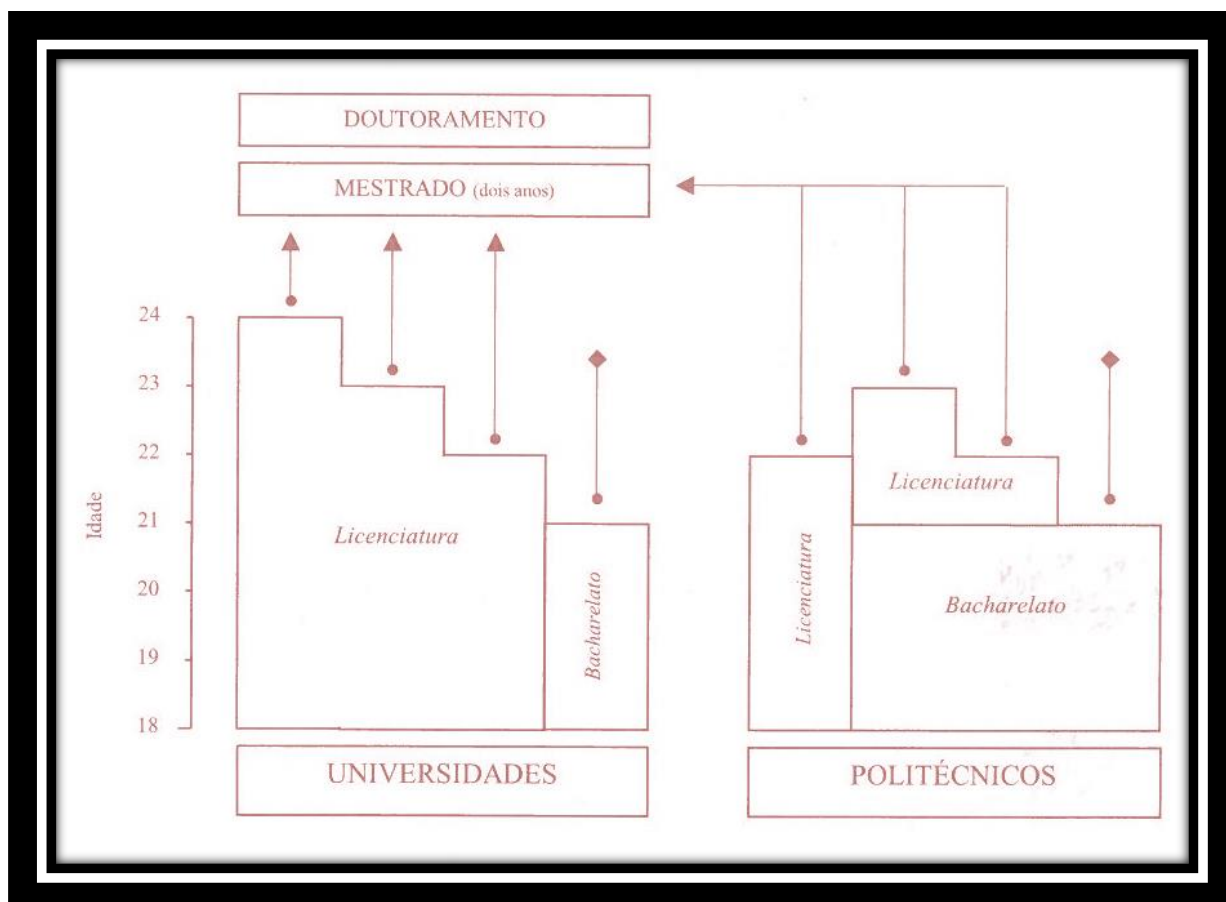 DOUTORAMENTO
MESTRADO (dois anos)
24
23
22
21
20
19
18
Idade
Licenciatura
Bacharelato
Licenciatura
Licenciatura
Bacharelato
UNIVERSIDADES
POLITÉCNICOS